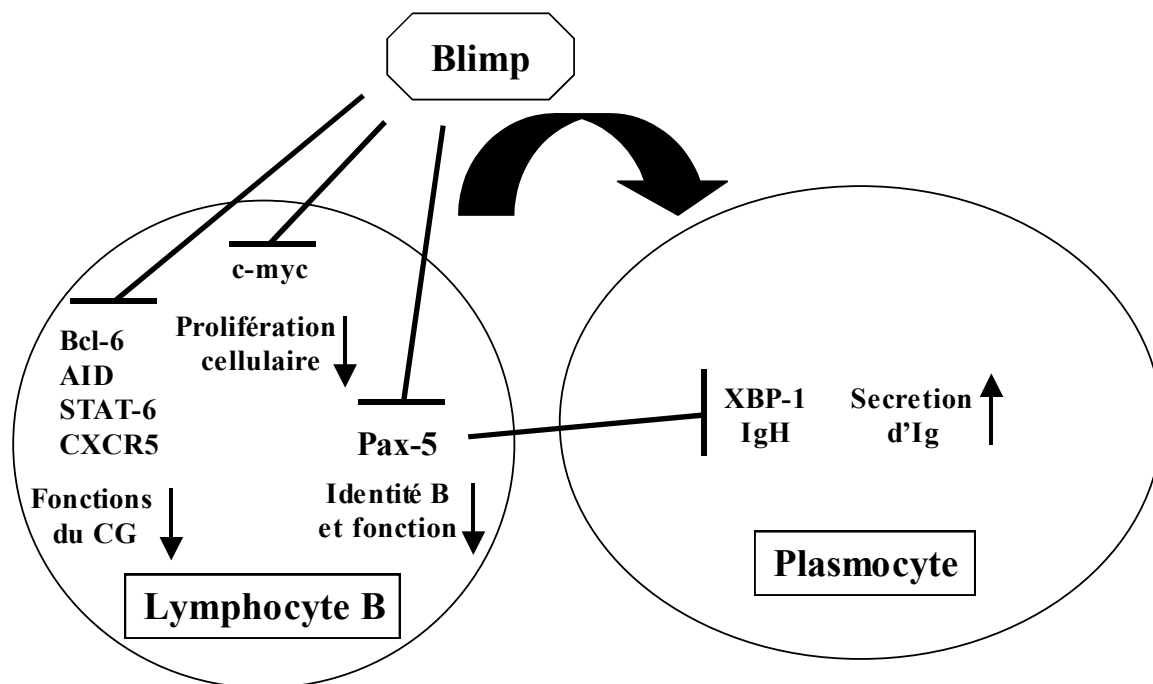 Blimp
c-myc
Prolifération
cellulaire
Bcl-6
AID
STAT-6
CXCR5
Pax-5
Fonctions
du CG
Identité B
et fonction
Lymphocyte B
XBP-1
IgH
Secretion
d'Ig
Plasmocyte